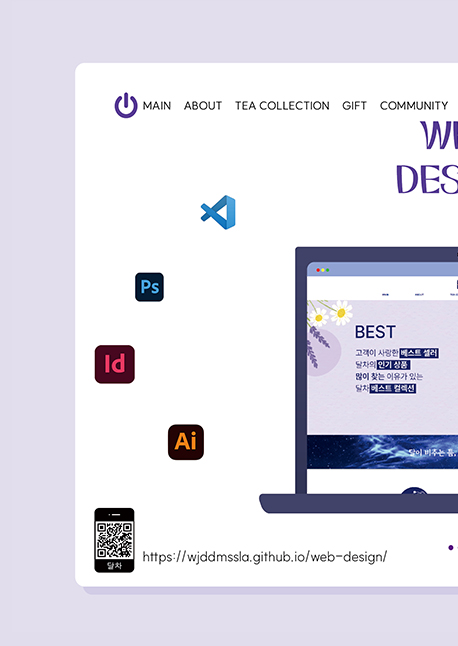 MAIN ABOUT TEA COLLECTION GIFT COMMUNITY
DES
Ps
Id
Ai
BEST
고객이 사랑한 베스트 셀러
달차의 인기 상품
많이 찾는 이유가 있는
달차 베스트 컬렉션
달이 비추는 흠,
달차
https://wjddmssla.github.io/web-design/